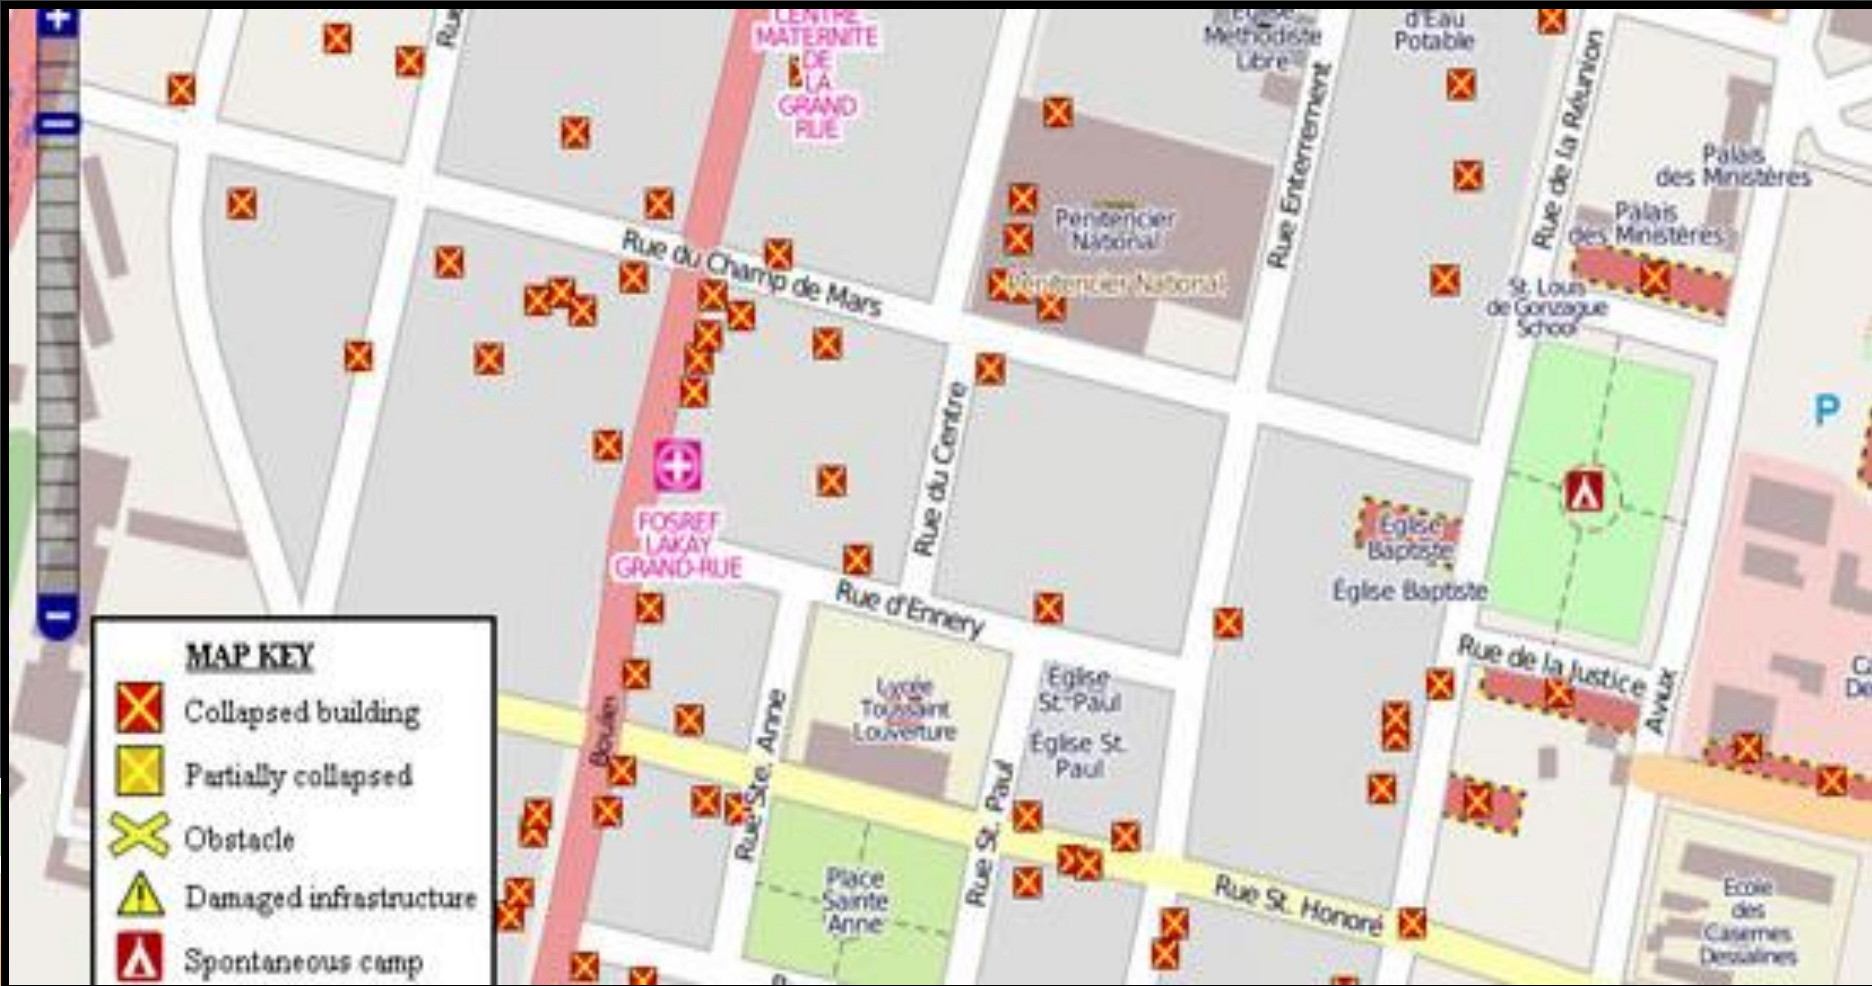 CENTRE -
MATERNITE
DE
LA
GRAND
RUE
Eglise
Methodiste
Libre
d'Eau
Potable
Rue
Rue Enterrement
Rue de la Réunion
Palais
des Ministères
Palais
des Ministères
Penitencier
National
Penitencier National
Rue du Champ de Mars
St. Louis
de Gonzague
School
P
Rue du Centre
FOSREF
LAKAY
GRAND-RUE
Eglise
Baptiste
Église Baptiste
Rue d'Ennery
Rue de la Justice
Lycée
Toussaint
Louverture
Eglise
St. Paul
Église St.
Paul
Rue Ste. Anne
Rue St. Paul
Place
Sainte
Anne
Rue St. Honoré
Ecole
des
Casernes
Dessalines
MAP KEY
Collapsed building
Partially collapsed
Obstacle
Damaged infrastructure
Spontaneous camp